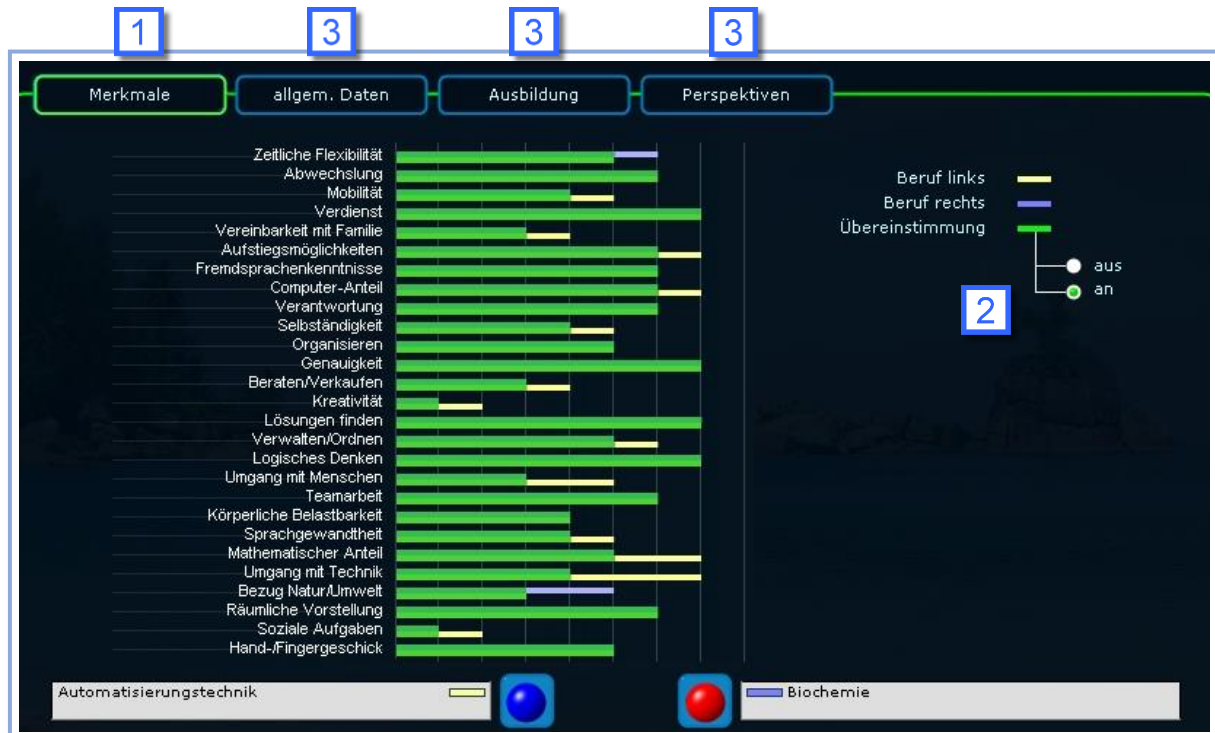 1 3 3 3
Merkmale allgem. Daten Ausbildung Perspektiven
Zeitliche Flexibilität
Abwechslung
Mobilität
Verdienst
Vereinbarkeit mit Familie
Aufstiegsmöglichkeiten
Fremdsprachenkenntnisse
Computer-Anteil
Verantwortung
Selbständigkeit
Organisieren
Genauigkeit
Beraten/Verkaufen
Kreativität
Lösungen finden
Verwalten/Ordnen
Logisches Denken
Umgang mit Menschen
Teamarbeit
Körperliche Belastbarkeit
Sprachgewandtheit
Mathematischer Anteil
Umgang mit Technik
Bezug Natur/Umwelt
Räumliche Vorstellung
Soziale Aufgaben
Hand-/Fingergeschick
Beruf links
Beruf rechts
Übereinstimmung
aus
an
2
Automatisierungstechnik
Biochemie